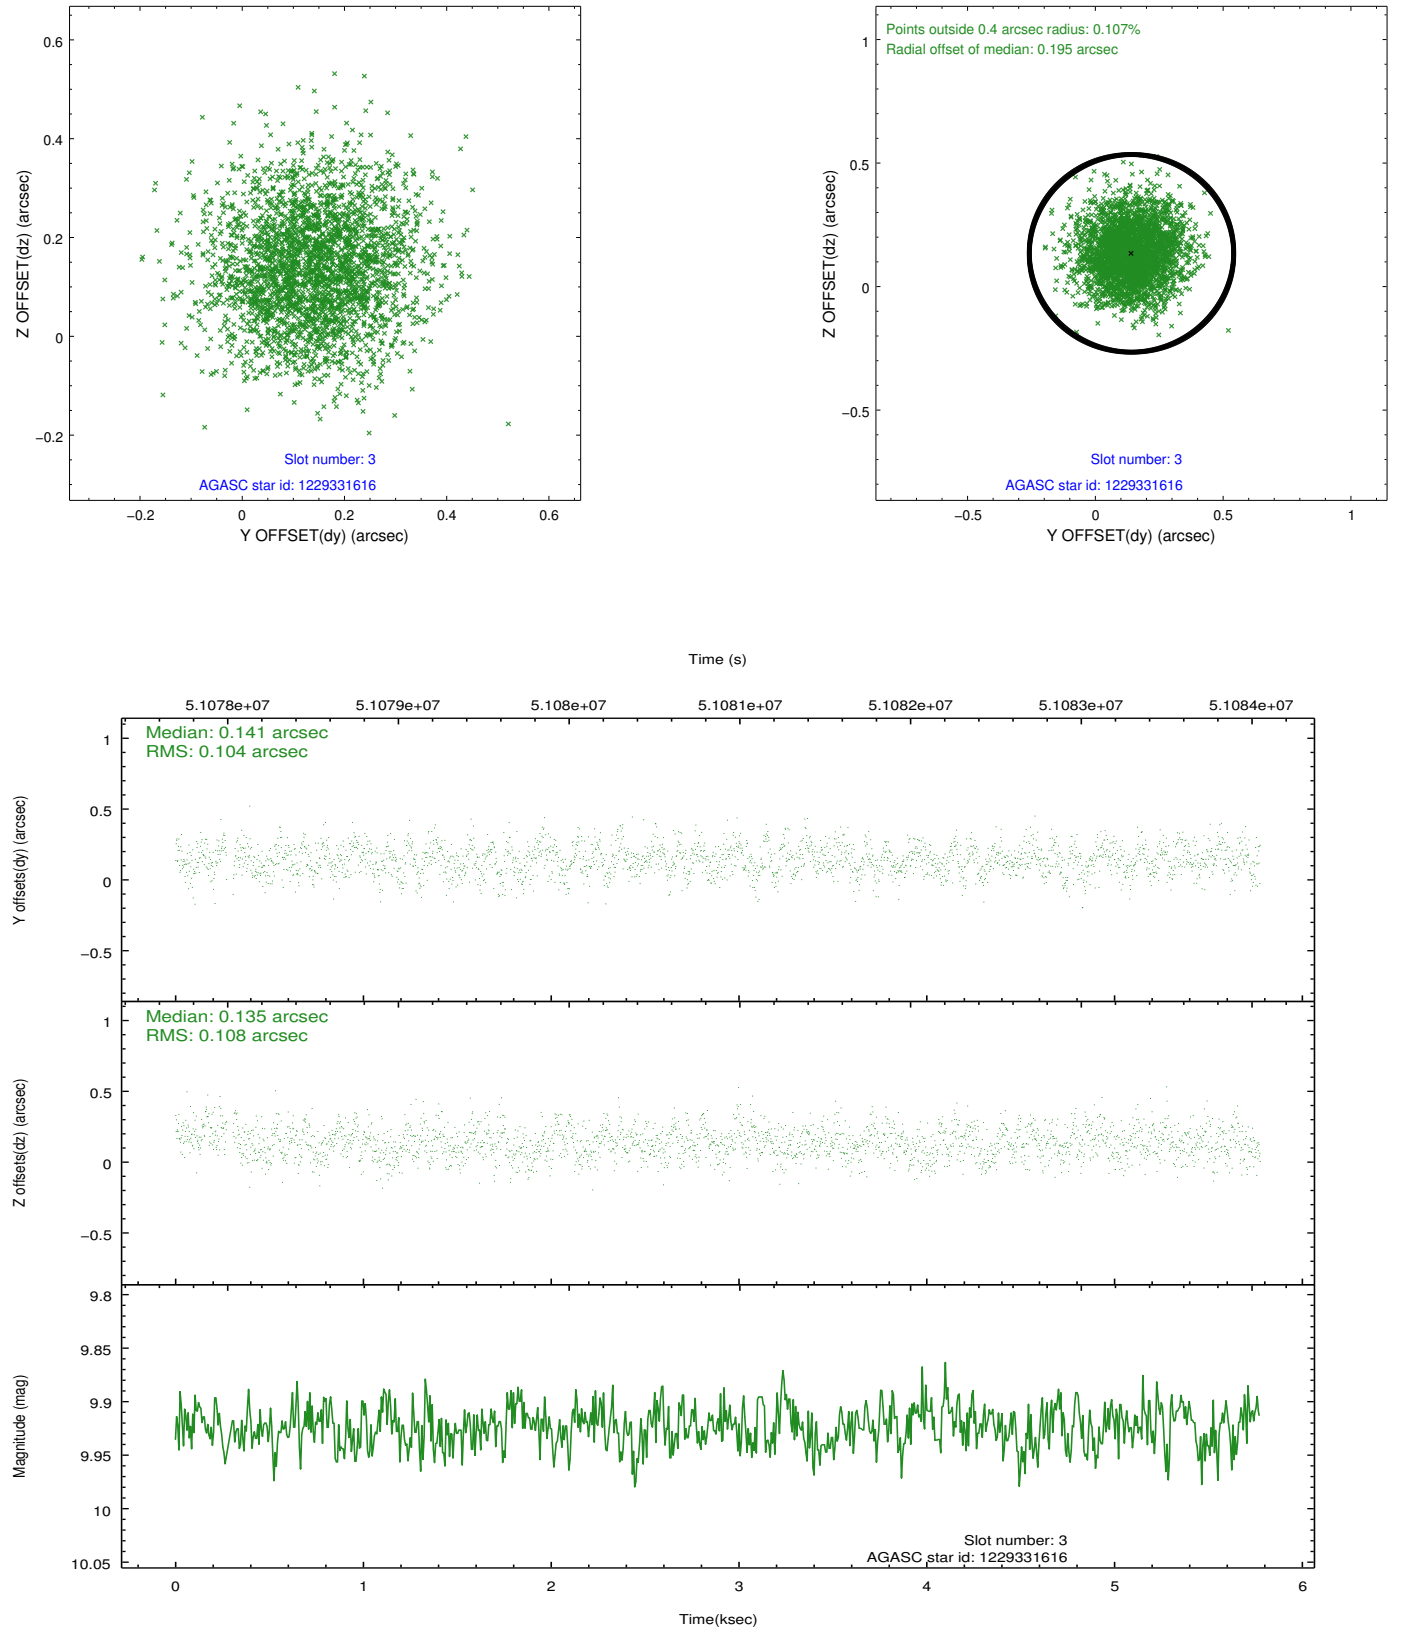 0.6
0.4
0.2
0
−0.2
Z OFFSET(dz) (arcsec)
Slot number: 3
AGASC star id: 1229331616
−0.2
0
0.2
0.4
0.6
Y OFFSET(dy) (arcsec)
Points outside 0.4 arcsec radius: 0.107%
Radial offset of median: 0.195 arcsec
1
0.5
0
−0.5
Z OFFSET(dz) (arcsec)
Slot number: 3
AGASC star id: 1229331616
−0.5
0
0.5
1
Y OFFSET(dy) (arcsec)
Time (s)
5.1078e+07
5.1079e+07
5.108e+07
5.1081e+07
5.1082e+07
5.1083e+07
5.1084e+07
Median: 0.141 arcsec
RMS: 0.104 arcsec
1
0.5
0
−0.5
Y offsets(dy) (arcsec)
Median: 0.135 arcsec
RMS: 0.108 arcsec
1
0.5
0
−0.5
Z offsets(dz) (arcsec)
9.8
9.85
9.9
9.95
10
10.05
Magnitude (mag)
Slot number: 3
AGASC star id: 1229331616
0
1
2
3
4
5
6
Time(ksec)